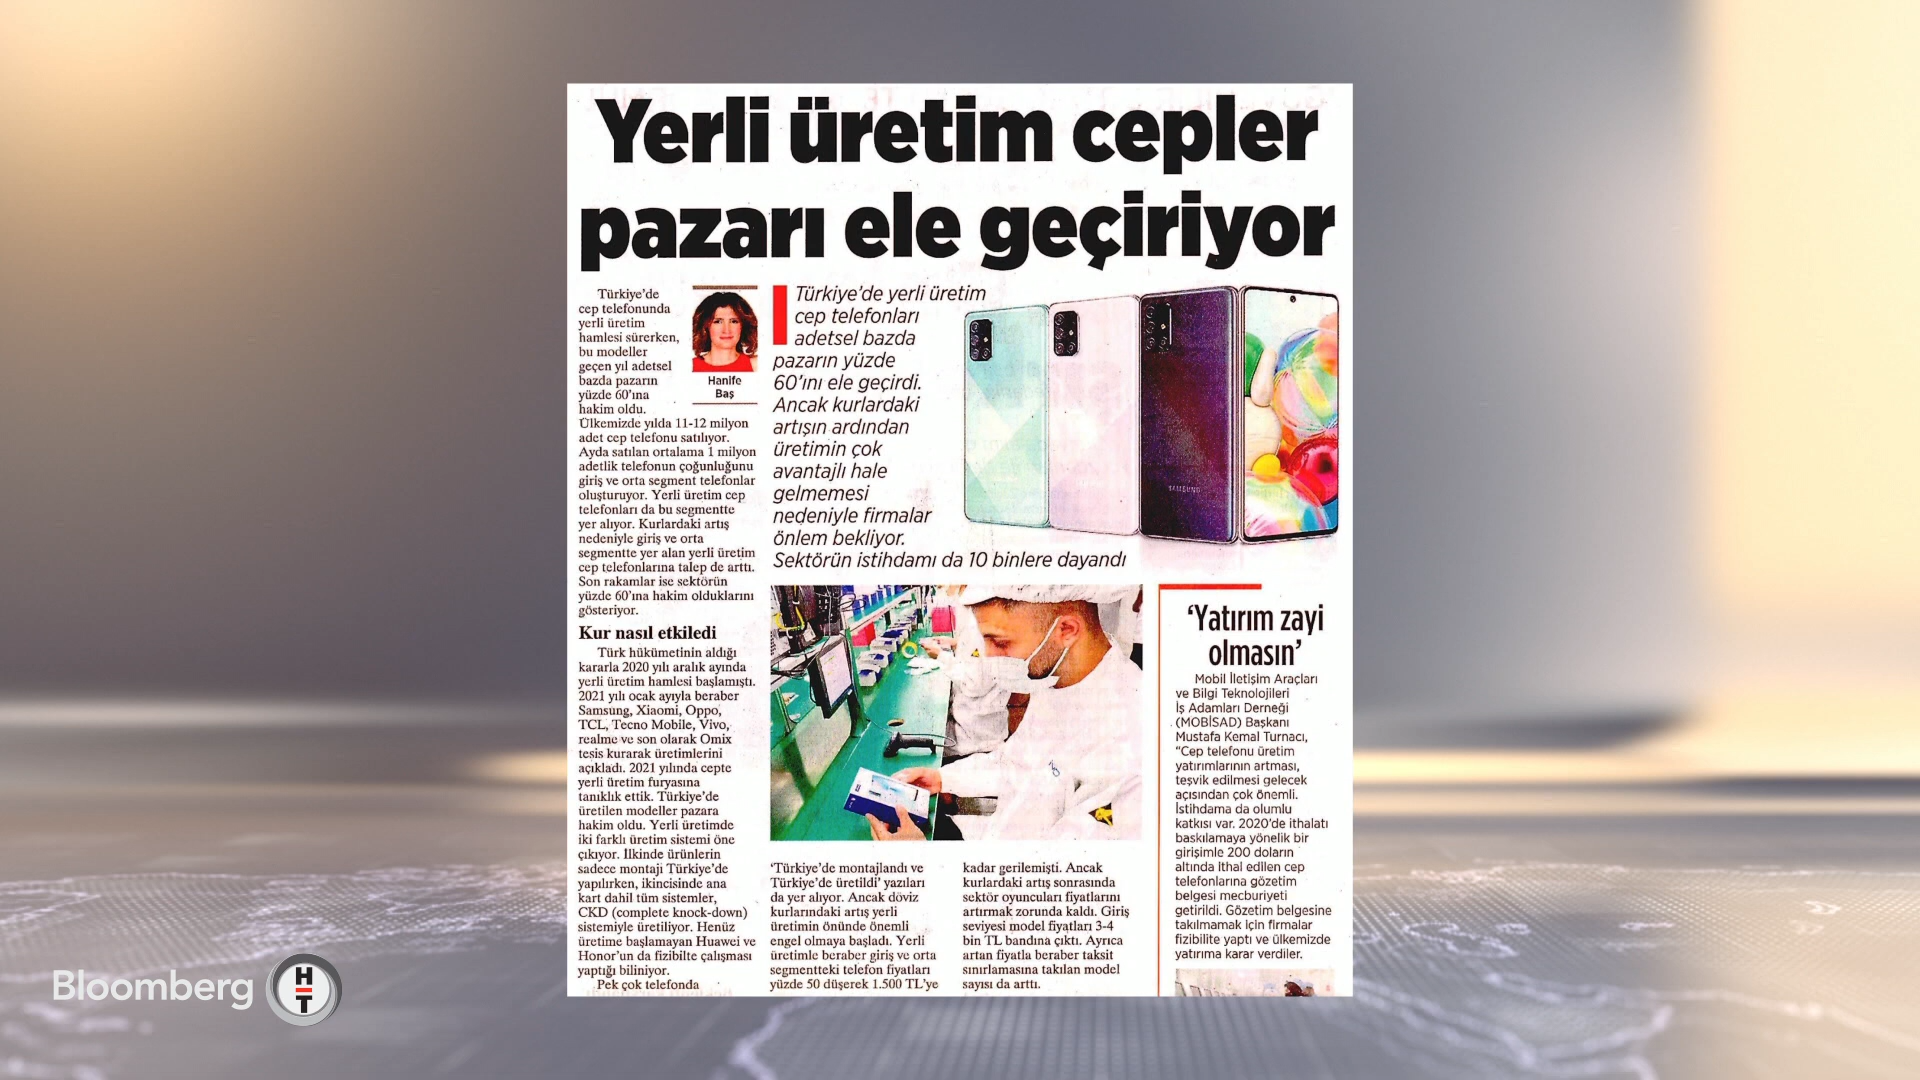 Yerli üretim cepler
pazarı ele geçiriyor
Türkiye’de
cep telefonunda
yerli üretim
hamlesi sürerken,
bu modeller
geçen yıl adetsel
bazda pazarın
yüzde 60’ına
hakim oldu.
Ülkemizde yılda 11-12 milyon
adet cep telefonu satılıyor.
Ayda satılan ortalama 1 milyon
adetlik telefonun çoğunluğunu
giriş ve orta segment telefonlar
oluşturuyor. Yerli üretim cep
telefonları da bu segmentte
yer alıyor. Kurlardaki artış
nedeniyle giriş ve orta
segmentte yer alan yerli üretim
cep telefonlarına talep de arttı.
Son rakamlar ise sektörün
yüzde 60’ına hakim olduklarını
gösteriyor.
Kur nasıl etkiledi
Türk hükümetinin aldığı
kararla 2020 yılı aralık ayında
yerli üretim hamlesi başlamıştı.
2021 yılı ocak ayıyla beraber
Samsung, Xiaomi, Oppo,
TCL, Tecno Mobile, Vivo,
realme ve son olarak Omix
tesis kurarak üretimlerini
açıkladı. 2021 yılında cepte
yerli üretim furyasına
tanıklık ettik. Türkiye’de
üretilen modeller pazara
hakim oldu. Yerli üretimde
iki farklı üretim sistemi öne
çıkıyor. İlkinde ürünlerin
sadece montajı Türkiye’de
yapılırken, ikincisinde ana
kart dahil tüm sistemler,
CKD (complete knock-down)
sistemiyle üretiliyor. Henüz
üretime başlamayan Huawei ve
Honor’un da fizibilte çalışması
yaptığı biliniyor.
Pek çok telefonda
Hanife
Baş
Türkiye’de yerli üretim
cep telefonları
adetsel bazda
pazarın yüzde
60’ını ele geçirdi.
Ancak kurlardaki
artışın ardından
üretimin çok
avantajlı hale
gelmemesi
nedeniyle firmalar
önlem bekliyor.
Sektörün istihdamı da 10 binlere dayandı
SAMSUNG
‘Türkiye’de montajlandı ve
Türkiye’de üretildi’ yazıları
da yer alıyor. Ancak döviz
kurlarındaki artış yerli
üretimin önünde önemli
engel olmaya başladı. Yerli
üretimle beraber giriş ve orta
segmentteki telefon fiyatları
yüzde 50 düşerek 1.500 TL’ye
kadar gerilemişti. Ancak
kurlardaki artış sonrasında
sektör oyuncuları fiyatlarını
artırmak zorunda kaldı. Giriş
seviyesi model fiyatları 3-4
bin TL bandına çıktı. Ayrıca
artan fiyatla beraber taksit
sınırlamasına takılan model
sayısı da arttı.
‘Yatırım zayi
olmasın’
Mobil İletişim Araçları
ve Bilgi Teknolojileri
İş Adamları Derneği
(MOBİSAD) Başkanı
Mustafa Kemal Turnacı,
“Cep telefonu üretim
yatırımlarının artması,
teşvik edilmesi gelecek
açısından çok önemli.
İstihdama da olumlu
katkısı var. 2020’de ithalatı
baskılamaya yönelik bir
girişimle 200 doların
altında ithal edilen cep
telefonlarına gözetim
belgesi mecburiyeti
getirildi. Gözetim belgesine
takılmamak için firmalar
fizibilite yaptı ve ülkemizde
yatırıma karar verdiler.
Bloomberg HT